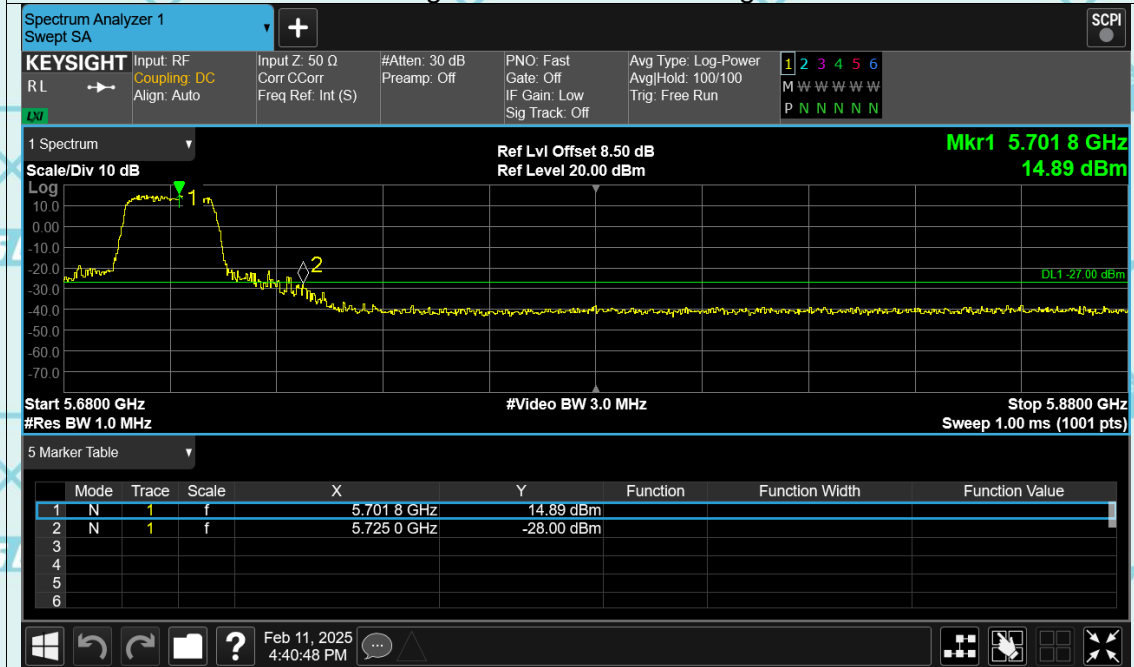 Spectrum Analyzer 1
Swept SA
+
SCPI
KEYSIGHT Input: RF Input Z: 50 Ω #Atten: 30 dB PNO: Fast Avg Type: Log-Power 1 2 3 4 5 6
RL Coupling: DC Corr CCorr Preamp: Off Gate: Off Avg|Hold: 100/100 M W W W W W
Align: Auto Freq Ref: Int (S) IF Gain: Low Trig: Free Run
LXI Sig Track: Off P N N N N N N
1 Spectrum Ref Lvl Offset 8.50 dB Mkr1 5.701 8 GHz
Scale/Div 10 dB Ref Level 20.00 dBm 14.89 dBm
Log
1
10.0
0.00
-10.0
2
-20.0
DL1 -27.00 dBm
-30.0
-40.0
-50.0
-60.0
-70.0
Start 5.6800 GHz #Video BW 3.0 MHz Stop 5.8800 GHz
#Res BW 1.0 MHz Sweep 1.00 ms (1001 pts)
5 Marker Table
Mode Trace Scale X Y Function Function Width Function Value
1 N 1 f 5.701 8 GHz 14.89 dBm
2 N 1 f 5.725 0 GHz -28.00 dBm
3
4
5
6
? Feb 11, 2025
4:40:48 PM